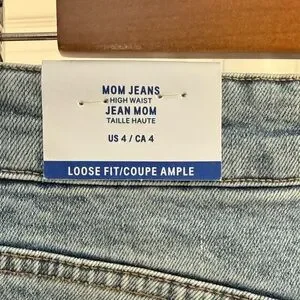 MOM JEANS
HIGH WAIST
JEAN MOM
TAILLE HAUTE
US 4 / CA 4
LOOSE FIT/COUPE AMPLE